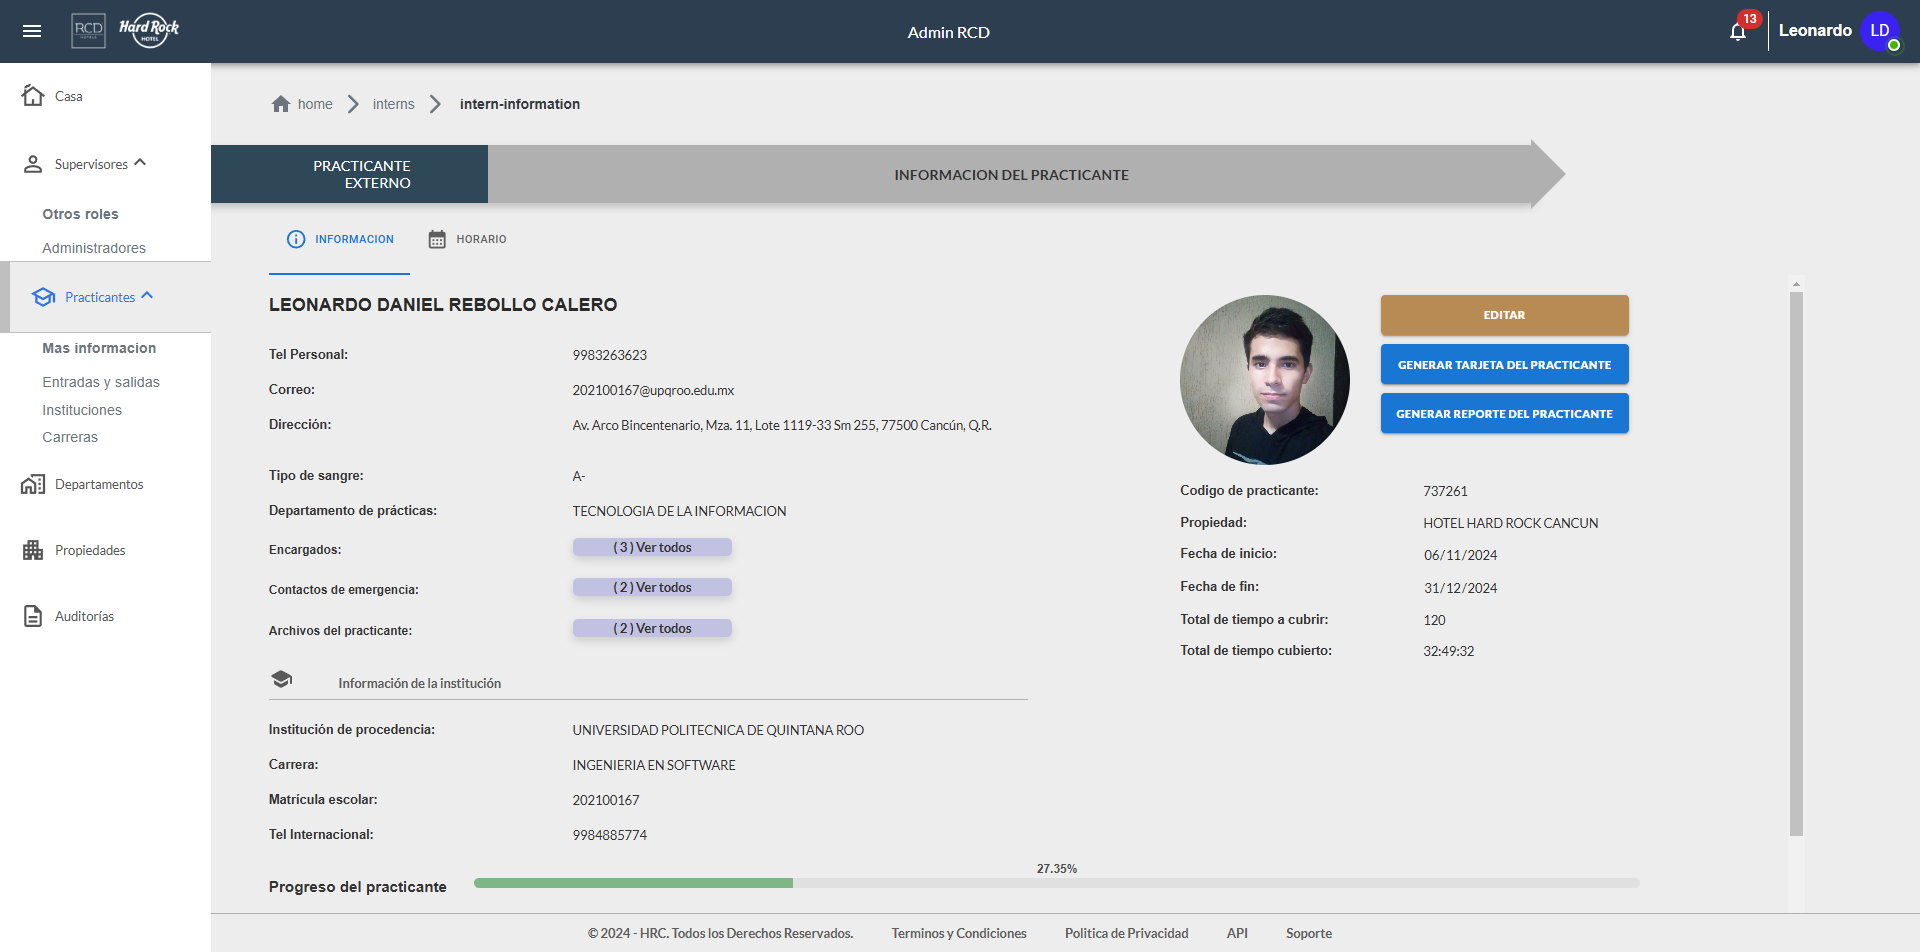 RCD
HOTELS
Hard Rock
HOTEL
Admin RCD
13
Leonardo
LD
Casa
Supervisores
Otros roles
Administradores
Practicantes
Mas informacion
Entradas y salidas
Instituciones
Carreras
Departamentos
Propiedades
Auditorías
home
interns
intern-information
PRACTICANTE
EXTERNO
INFORMACION DEL PRACTICANTE
INFORMACION
HORARIO
LEONARDO DANIEL REBOLLO CALERO
Tel Personal: 9983263623
Correo: 202100167@upqroo.edu.mx
Dirección: Av. Arco Bincentenario, Mza. 11, Lote 1119-33 Sm 255, 77500 Cancún, Q.R.
Tipo de sangre: A-
Departamento de prácticas: TECNOLOGIA DE LA INFORMACION
Encargados: ( 3 ) Ver todos
Contactos de emergencia: ( 2 ) Ver todos
Archivos del practicante: ( 2 ) Ver todos
Información de la institución
Institución de procedencia: UNIVERSIDAD POLITECNICA DE QUINTANA ROO
Carrera: INGENIERIA EN SOFTWARE
Matrícula escolar: 202100167
Tel Internacional: 9984885774
EDITAR
GENERAR TARJETA DEL PRACTICANTE
GENERAR REPORTE DEL PRACTICANTE
Codigo de practicante: 737261
Propiedad: HOTEL HARD ROCK CANCUN
Fecha de inicio: 06/11/2024
Fecha de fin: 31/12/2024
Total de tiempo a cubrir: 120
Total de tiempo cubierto: 32:49:32
27.35%
Progreso del practicante
© 2024 - HRC. Todos los Derechos Reservados.
Terminos y Condiciones
Politica de Privacidad
API
Soporte